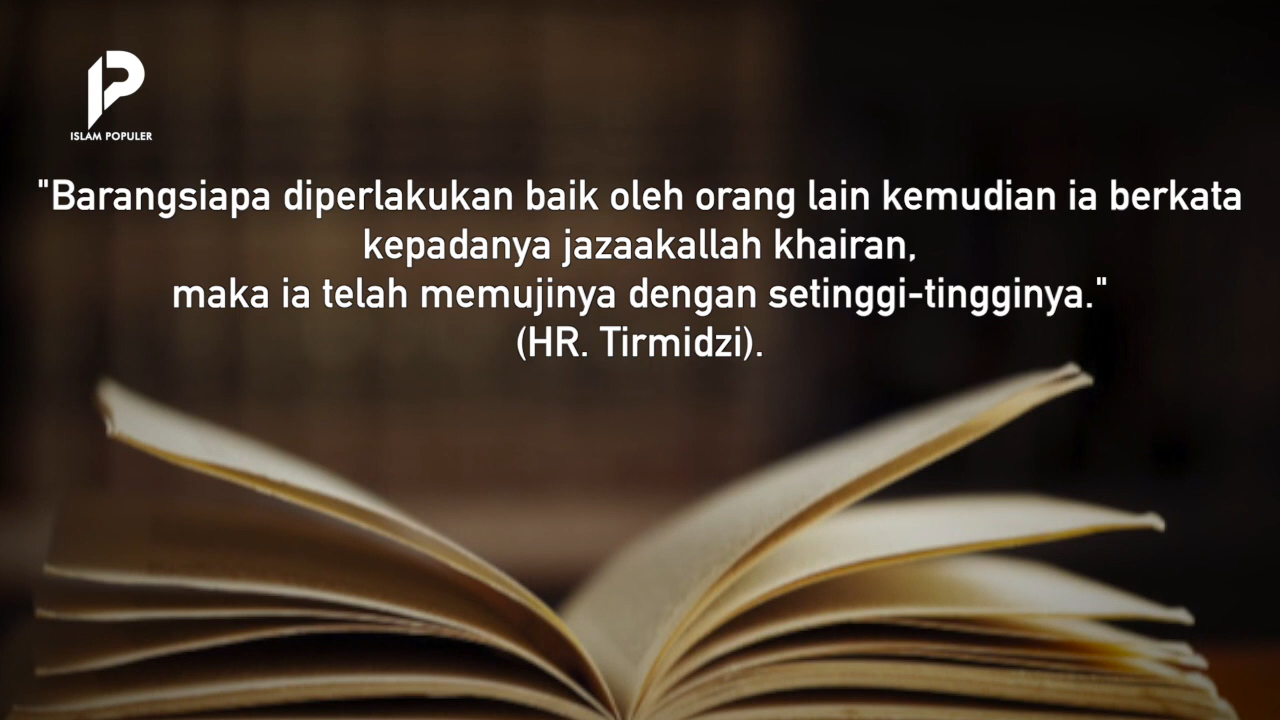 ISLAM POPULER
"Barangsiapa diperlakukan baik oleh orang lain kemudian ia berkata
kepadanya jazaakallah khairan,
maka ia telah memujinya dengan setinggi-tingginya."
(HR. Tirmidzi).